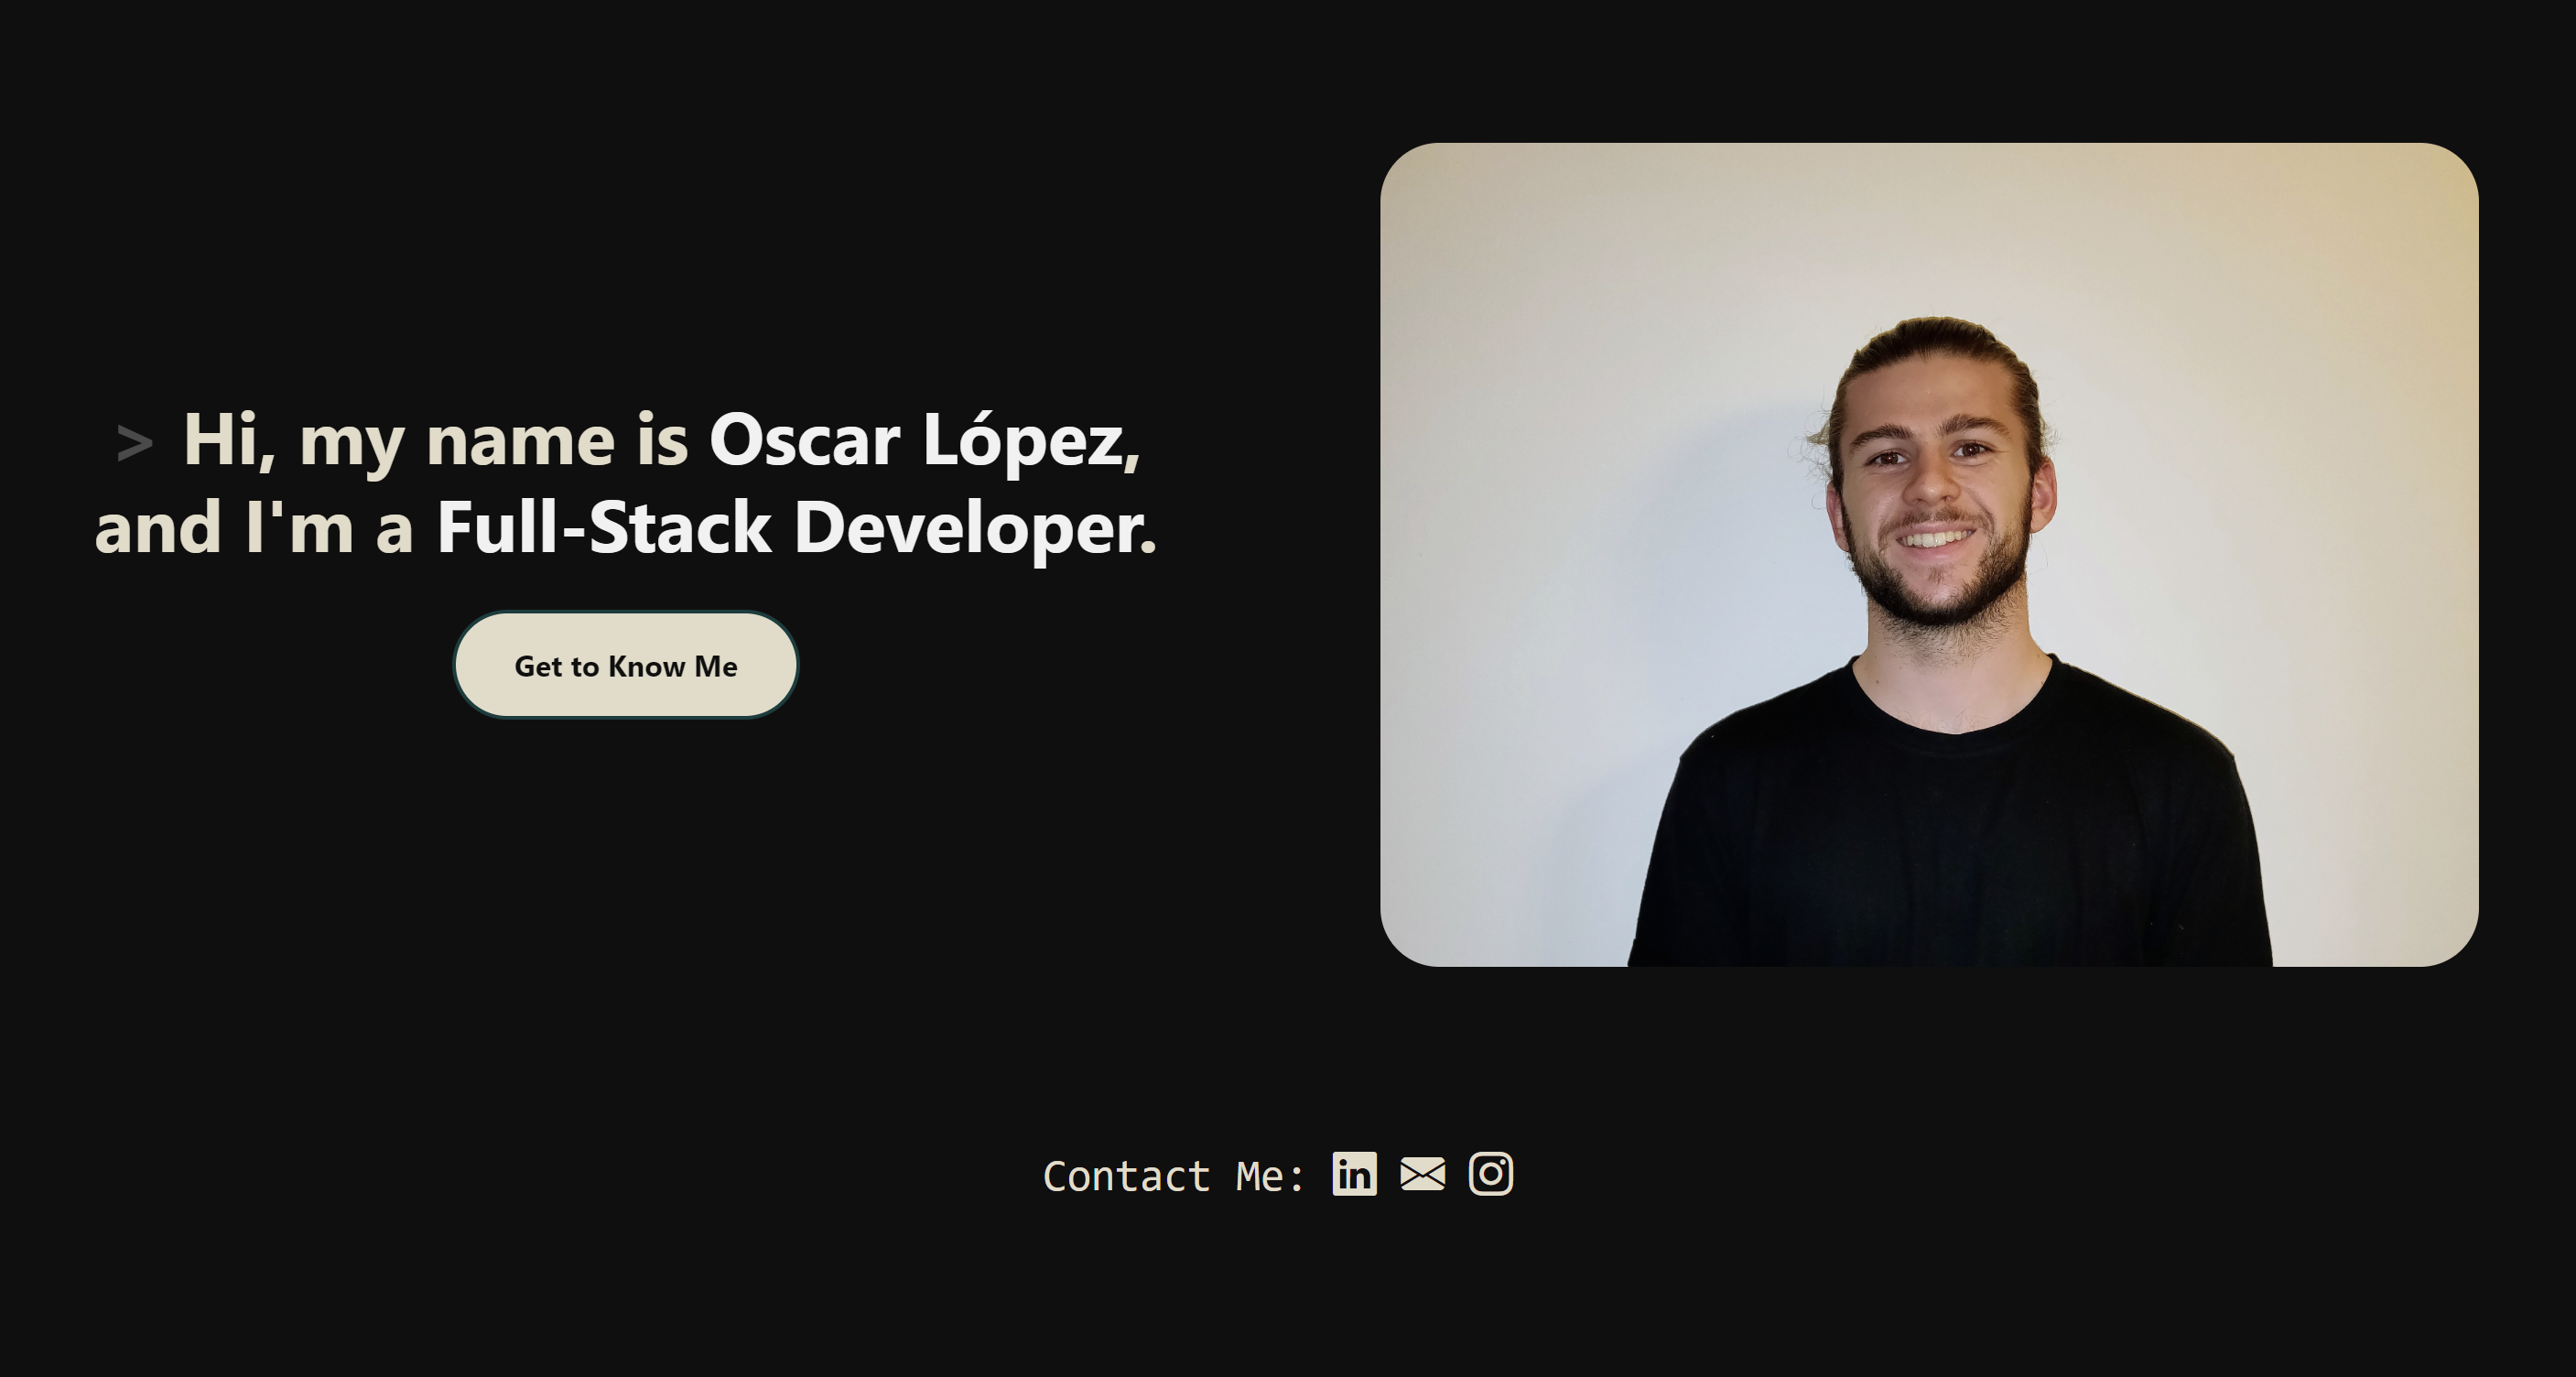 > Hi, my name is Oscar López,
and I'm a Full-Stack Developer.
Get to Know Me
Contact Me: in